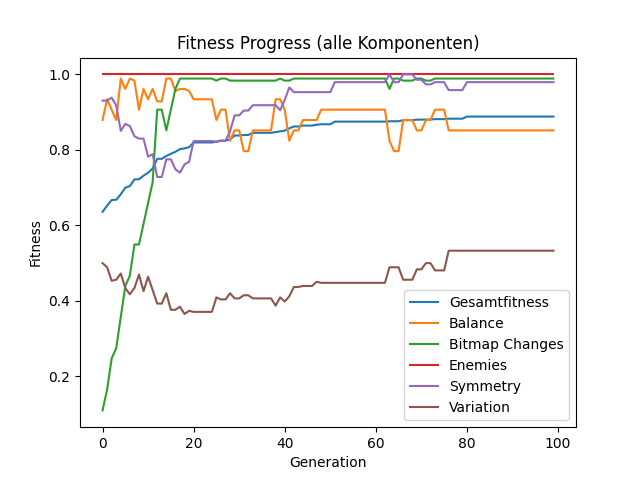 Fitness Progress (alle Komponenten)
1.0
0.8
0.6
0.4
0.2
Fitness
0 20 40 60 80 100
Generation
Gesamtfitness
Balance
Bitmap Changes
Enemies
Symmetry
Variation